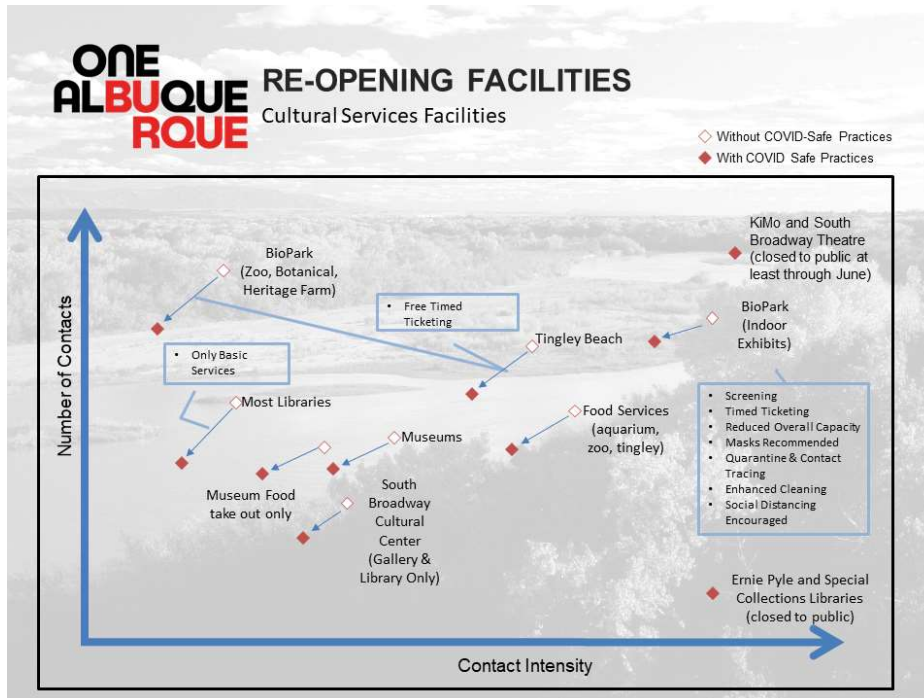 ONE
ALBUQUE
RQUE
RE-OPENING FACILITIES
Cultural Services Facilities
Without COVID-Safe Practices
With COVID Safe Practices
Number of Contacts
BioPark
(Zoo, Botanical,
Heritage Farm)
• Free Timed
Ticketing
KiMo and South
Broadway Theatre
(closed to public at
least through June)
• Only Basic
Services
Tingley Beach
BioPark
(Indoor
Exhibits)
Most Libraries
Museums
Food Services
(aquarium,
zoo, tingley)
• Screening
• Timed Ticketing
• Reduced Overall Capacity
• Masks Recommended
• Quarantine & Contact
Tracing
• Enhanced Cleaning
• Social Distancing
Encouraged
Museum Food
take out only
South
Broadway
Cultural
Center
(Gallery &
Library Only)
Ernie Pyle and Special
Collections Libraries
(closed to public)
Contact Intensity